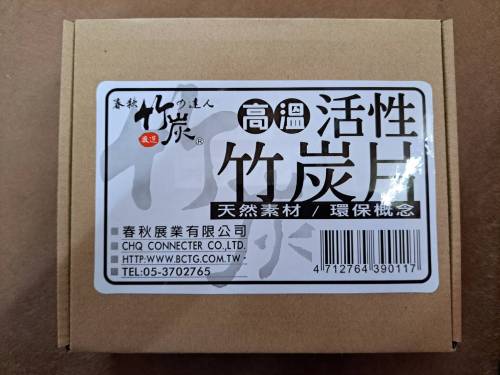 春秋竹炭の達人
嚴選
®
高溫活性
竹炭片
天然素材 / 環保概念
春秋展業有限公司
CHQ CONNECTER CO.,LTD.
HTTP:WWW.BCTG.COM.TW
TEL:05-3702765
4 712764 390117